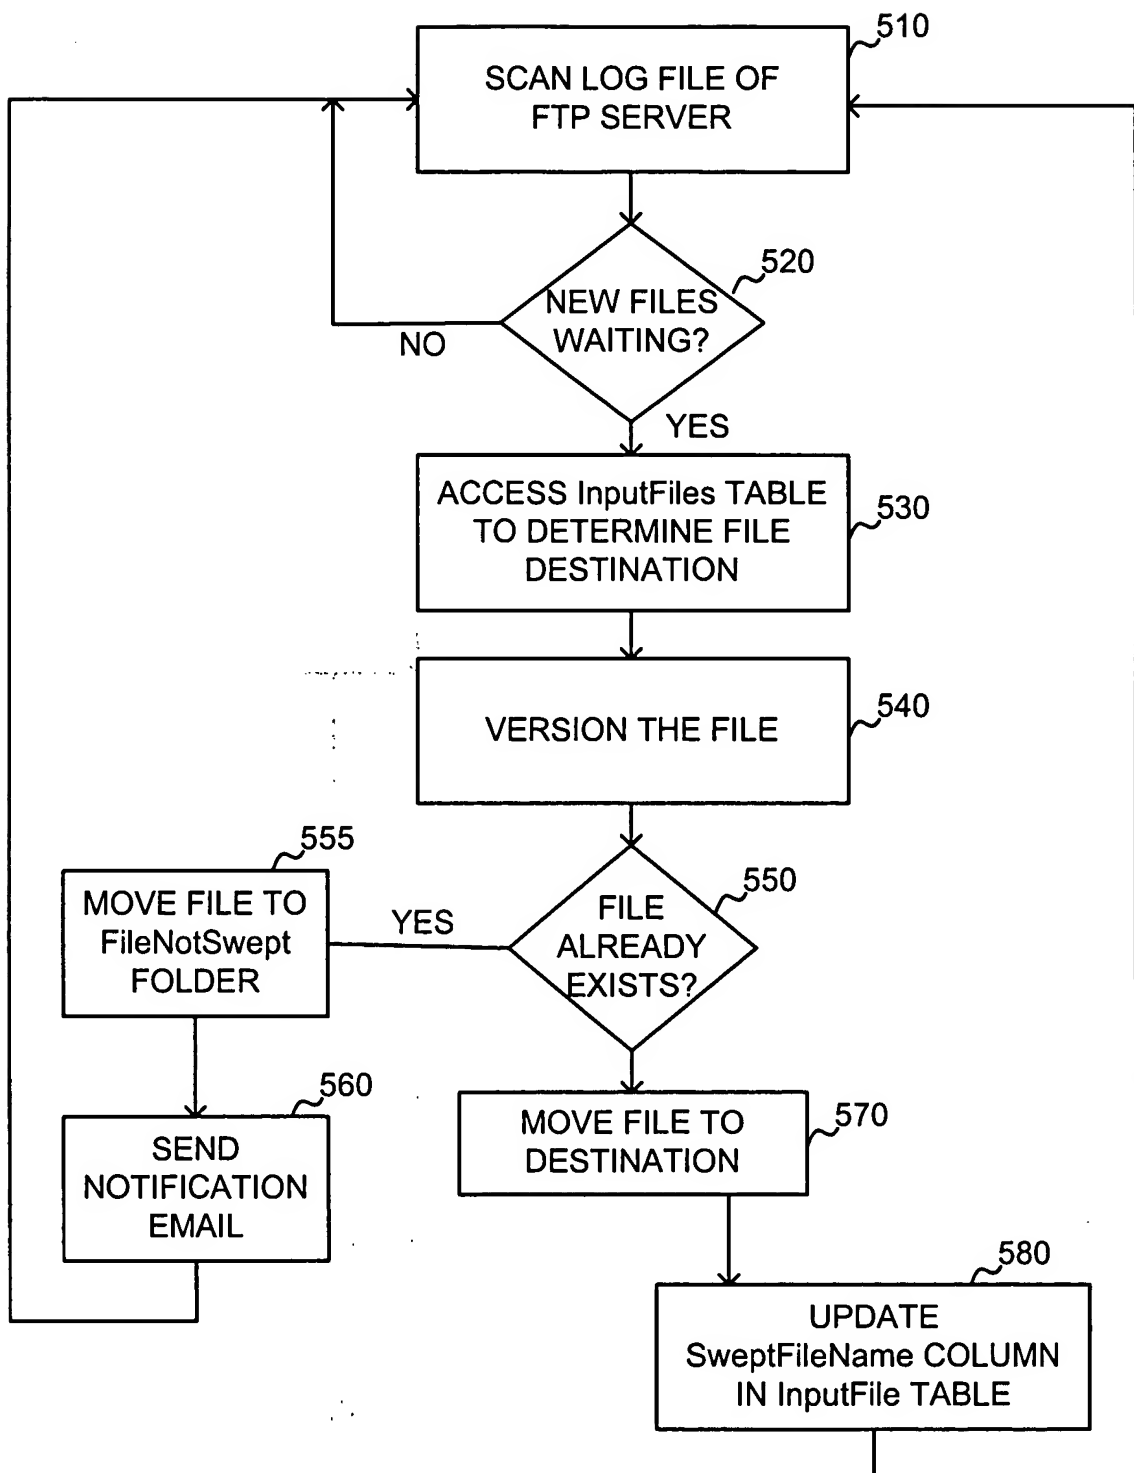 510
SCAN LOG FILE OF
FTP SERVER
520
NEW FILES
WAITING?
NO
YES
ACCESS InputFiles TABLE
TO DETERMINE FILE
DESTINATION
530
VERSION THE FILE
540
555
MOVE FILE TO
FileNotSwept
FOLDER
YES
FILE
ALREADY
EXISTS?
550
560
SEND
NOTIFICATION
EMAIL
MOVE FILE TO
DESTINATION
570
580
UPDATE
SweptFileName COLUMN
IN InputFile TABLE